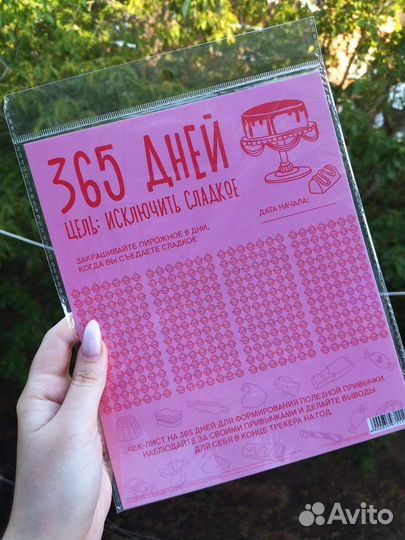 365 ДНЕЙ
ЦЕЛЬ: ИСКЛЮЧИТЬ СЛАДКОЕ
ДАТА НАЧАЛА:
ЗАКРАШИВАЙТЕ ПИРОЖНОЕ В ДНИ,
КОГДА ВЫ СЪЕДАЕТЕ СЛАДКОЕ
ЧЕК-ЛИСТ НА 365 ДНЕЙ ДЛЯ ФОРМИРОВАНИЯ ПОЛЕЗНОЙ ПРИВЫЧКИ.
НАБЛЮДАЙТЕ ЗА СВОИМИ ПРИВЫЧКАМИ И ДЕЛАЙТЕ ВЫВОДЫ
ДЛЯ СЕБЯ В КОНЦЕ ТРЕКЕРА НА ГОД.
Avito